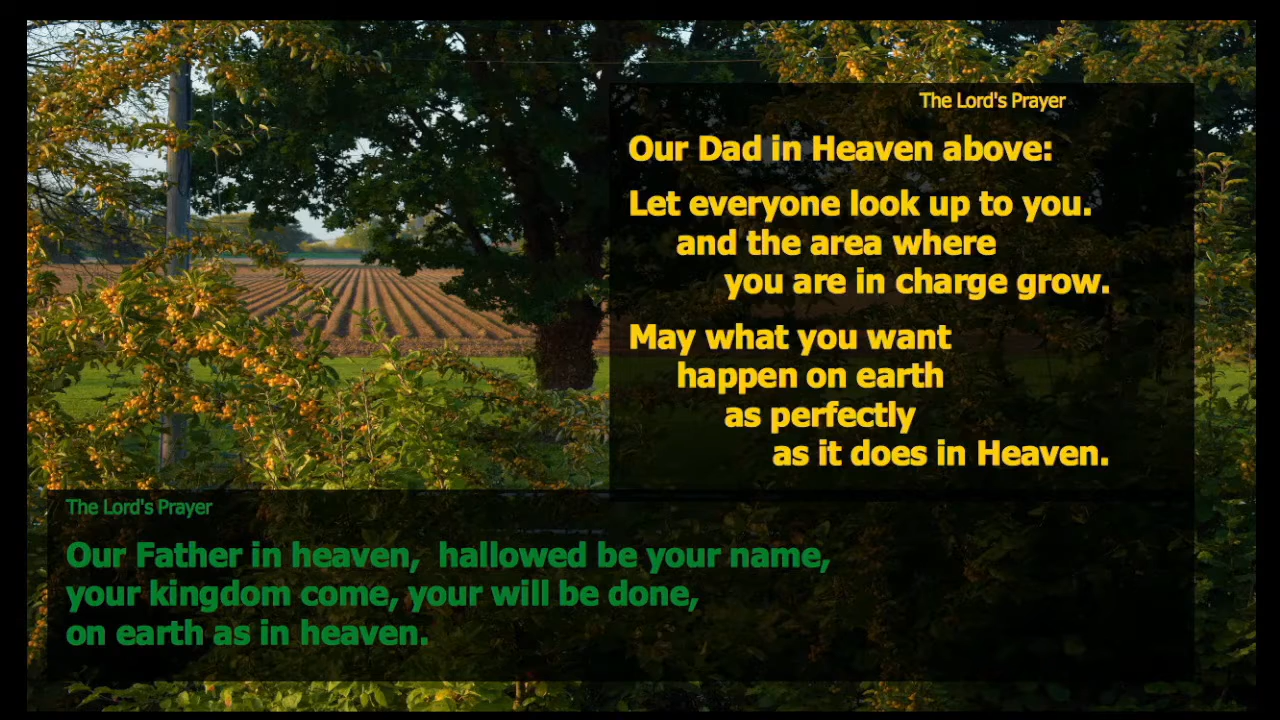 The Lord's Prayer
Our Dad in Heaven above:
Let everyone look up to you.
and the area where
you are in charge grow.
May what you want
happen on earth
as perfectly
as it does in Heaven.
The Lord's Prayer
Our Father in heaven,  hallowed be your name,
your kingdom come, your will be done,
on earth as in heaven.